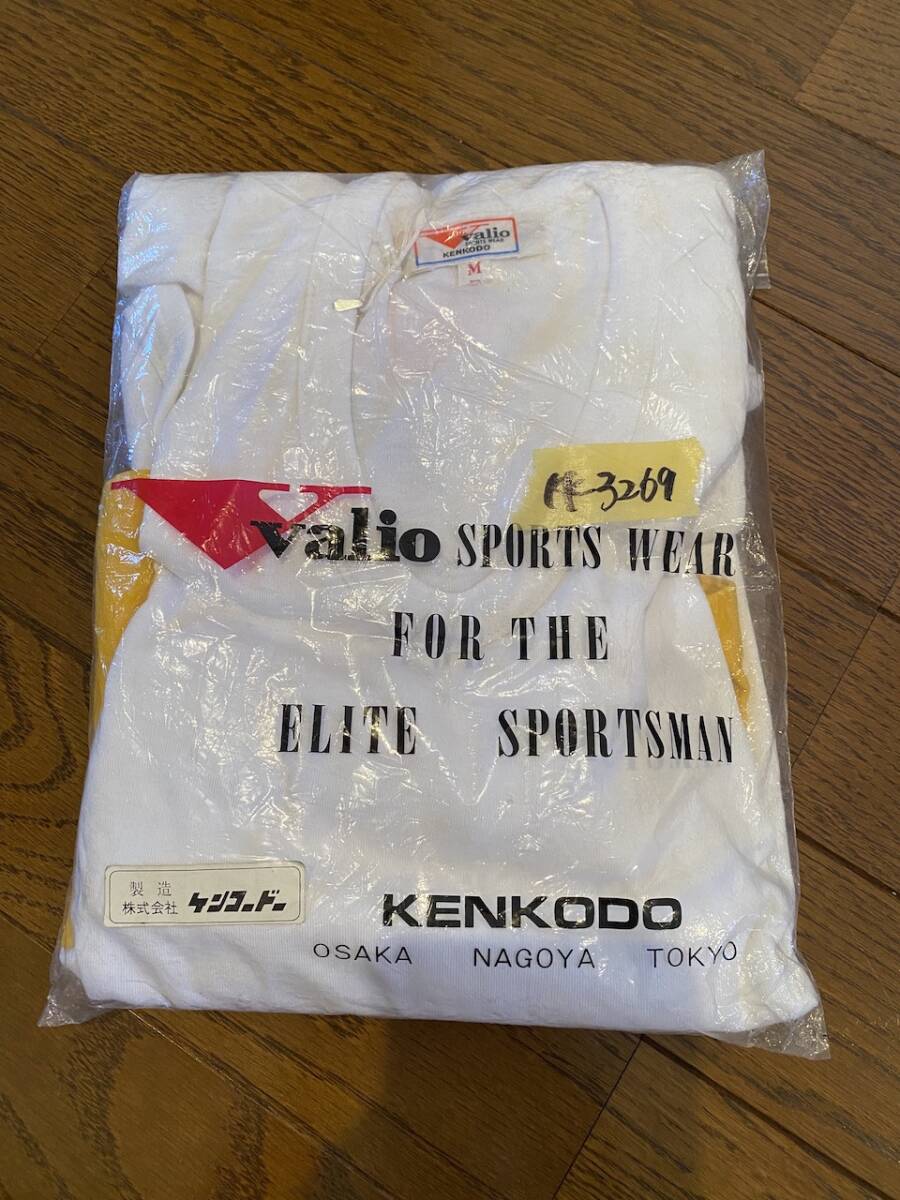 valio
SPORTS WEAR
KENKODO
M
3269
valio SPORTS WEAR
FOR THE
ELITE SPORTSMAN
製造
株式会社 ケンコードー
KENKODO
OSAKA NAGOYA TOKYO